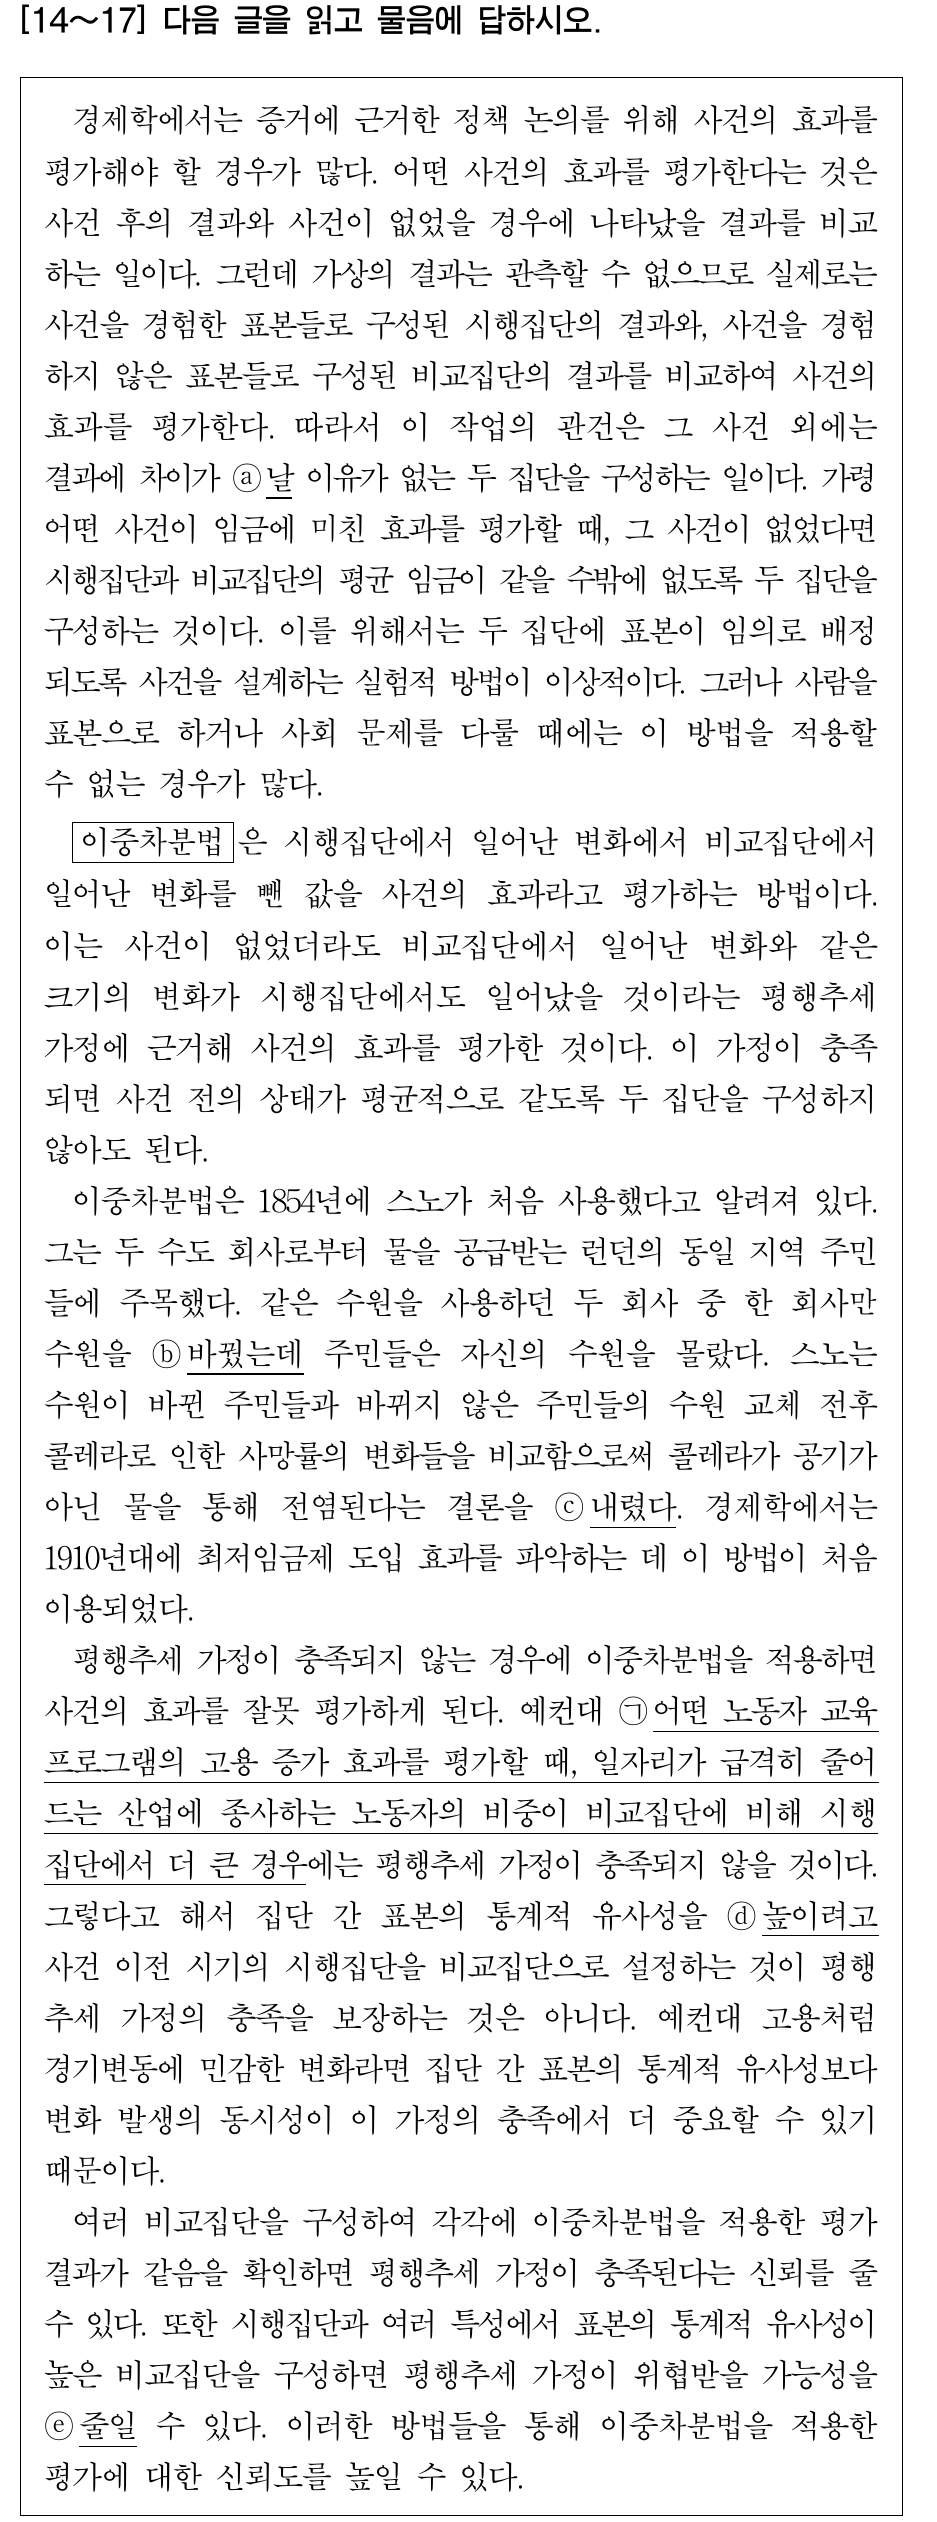 [14～17] 다음 글을 읽고 물음에 답하시오.
경제학에서는 증거에 근거한 정책 논의를 위해 사건의 효과를
평가해야 할 경우가 많다. 어떤 사건의 효과를 평가한다는 것은
사건 후의 결과와 사건이 없었을 경우에 나타났을 결과를 비교
하는 일이다. 그런데 가상의 결과는 관측할 수 없으므로 실제로는
사건을 경험한 표본들로 구성된 시행집단의 결과와, 사건을 경험
하지 않은 표본들로 구성된 비교집단의 결과를 비교하여 사건의
효과를 평가한다. 따라서 이 작업의 관건은 그 사건 외에는
결과에 차이가 ⓐ날 이유가 없는 두 집단을 구성하는 일이다. 가령
어떤 사건이 임금에 미친 효과를 평가할 때, 그 사건이 없었다면
시행집단과 비교집단의 평균 임금이 같을 수밖에 없도록 두 집단을
구성하는 것이다. 이를 위해서는 두 집단에 표본이 임의로 배정
되도록 사건을 설계하는 실험적 방법이 이상적이다. 그러나 사람을
표본으로 하거나 사회 문제를 다룰 때에는 이 방법을 적용할
수 없는 경우가 많다.
이중차분법은 시행집단에서 일어난 변화에서 비교집단에서
일어난 변화를 뺀 값을 사건의 효과라고 평가하는 방법이다.
이는 사건이 없었더라도 비교집단에서 일어난 변화와 같은
크기의 변화가 시행집단에서도 일어났을 것이라는 평행추세
가정에 근거해 사건의 효과를 평가한 것이다. 이 가정이 충족
되면 사건 전의 상태가 평균적으로 같도록 두 집단을 구성하지
않아도 된다.
이중차분법은 1854년에 스노가 처음 사용했다고 알려져 있다.
그는 두 수도 회사로부터 물을 공급받는 런던의 동일 지역 주민
들에 주목했다. 같은 수원을 사용하던 두 회사 중 한 회사만
수원을 ⓑ바꿨는데 주민들은 자신의 수원을 몰랐다. 스노는
수원이 바뀐 주민들과 바뀌지 않은 주민들의 수원 교체 전후
콜레라로 인한 사망률의 변화들을 비교함으로써 콜레라가 공기가
아닌 물을 통해 전염된다는 결론을 ⓒ내렸다. 경제학에서는
1910년대에 최저임금제 도입 효과를 파악하는 데 이 방법이 처음
이용되었다.
평행추세 가정이 충족되지 않는 경우에 이중차분법을 적용하면
사건의 효과를 잘못 평가하게 된다. 예컨대 ㉠어떤 노동자 교육
프로그램의 고용 증가 효과를 평가할 때, 일자리가 급격히 줄어
드는 산업에 종사하는 노동자의 비중이 비교집단에 비해 시행
집단에서 더 큰 경우에는 평행추세 가정이 충족되지 않을 것이다.
그렇다고 해서 집단 간 표본의 통계적 유사성을 ⓓ높이려고
사건 이전 시기의 시행집단을 비교집단으로 설정하는 것이 평행
추세 가정의 충족을 보장하는 것은 아니다. 예컨대 고용처럼
경기변동에 민감한 변화라면 집단 간 표본의 통계적 유사성보다
변화 발생의 동시성이 이 가정의 충족에서 더 중요할 수 있기
때문이다.
여러 비교집단을 구성하여 각각에 이중차분법을 적용한 평가
결과가 같음을 확인하면 평행추세 가정이 충족된다는 신뢰를 줄
수 있다. 또한 시행집단과 여러 특성에서 표본의 통계적 유사성이
높은 비교집단을 구성하면 평행추세 가정이 위협받을 가능성을
ⓔ줄일 수 있다. 이러한 방법들을 통해 이중차분법을 적용한
평가에 대한 신뢰도를 높일 수 있다.